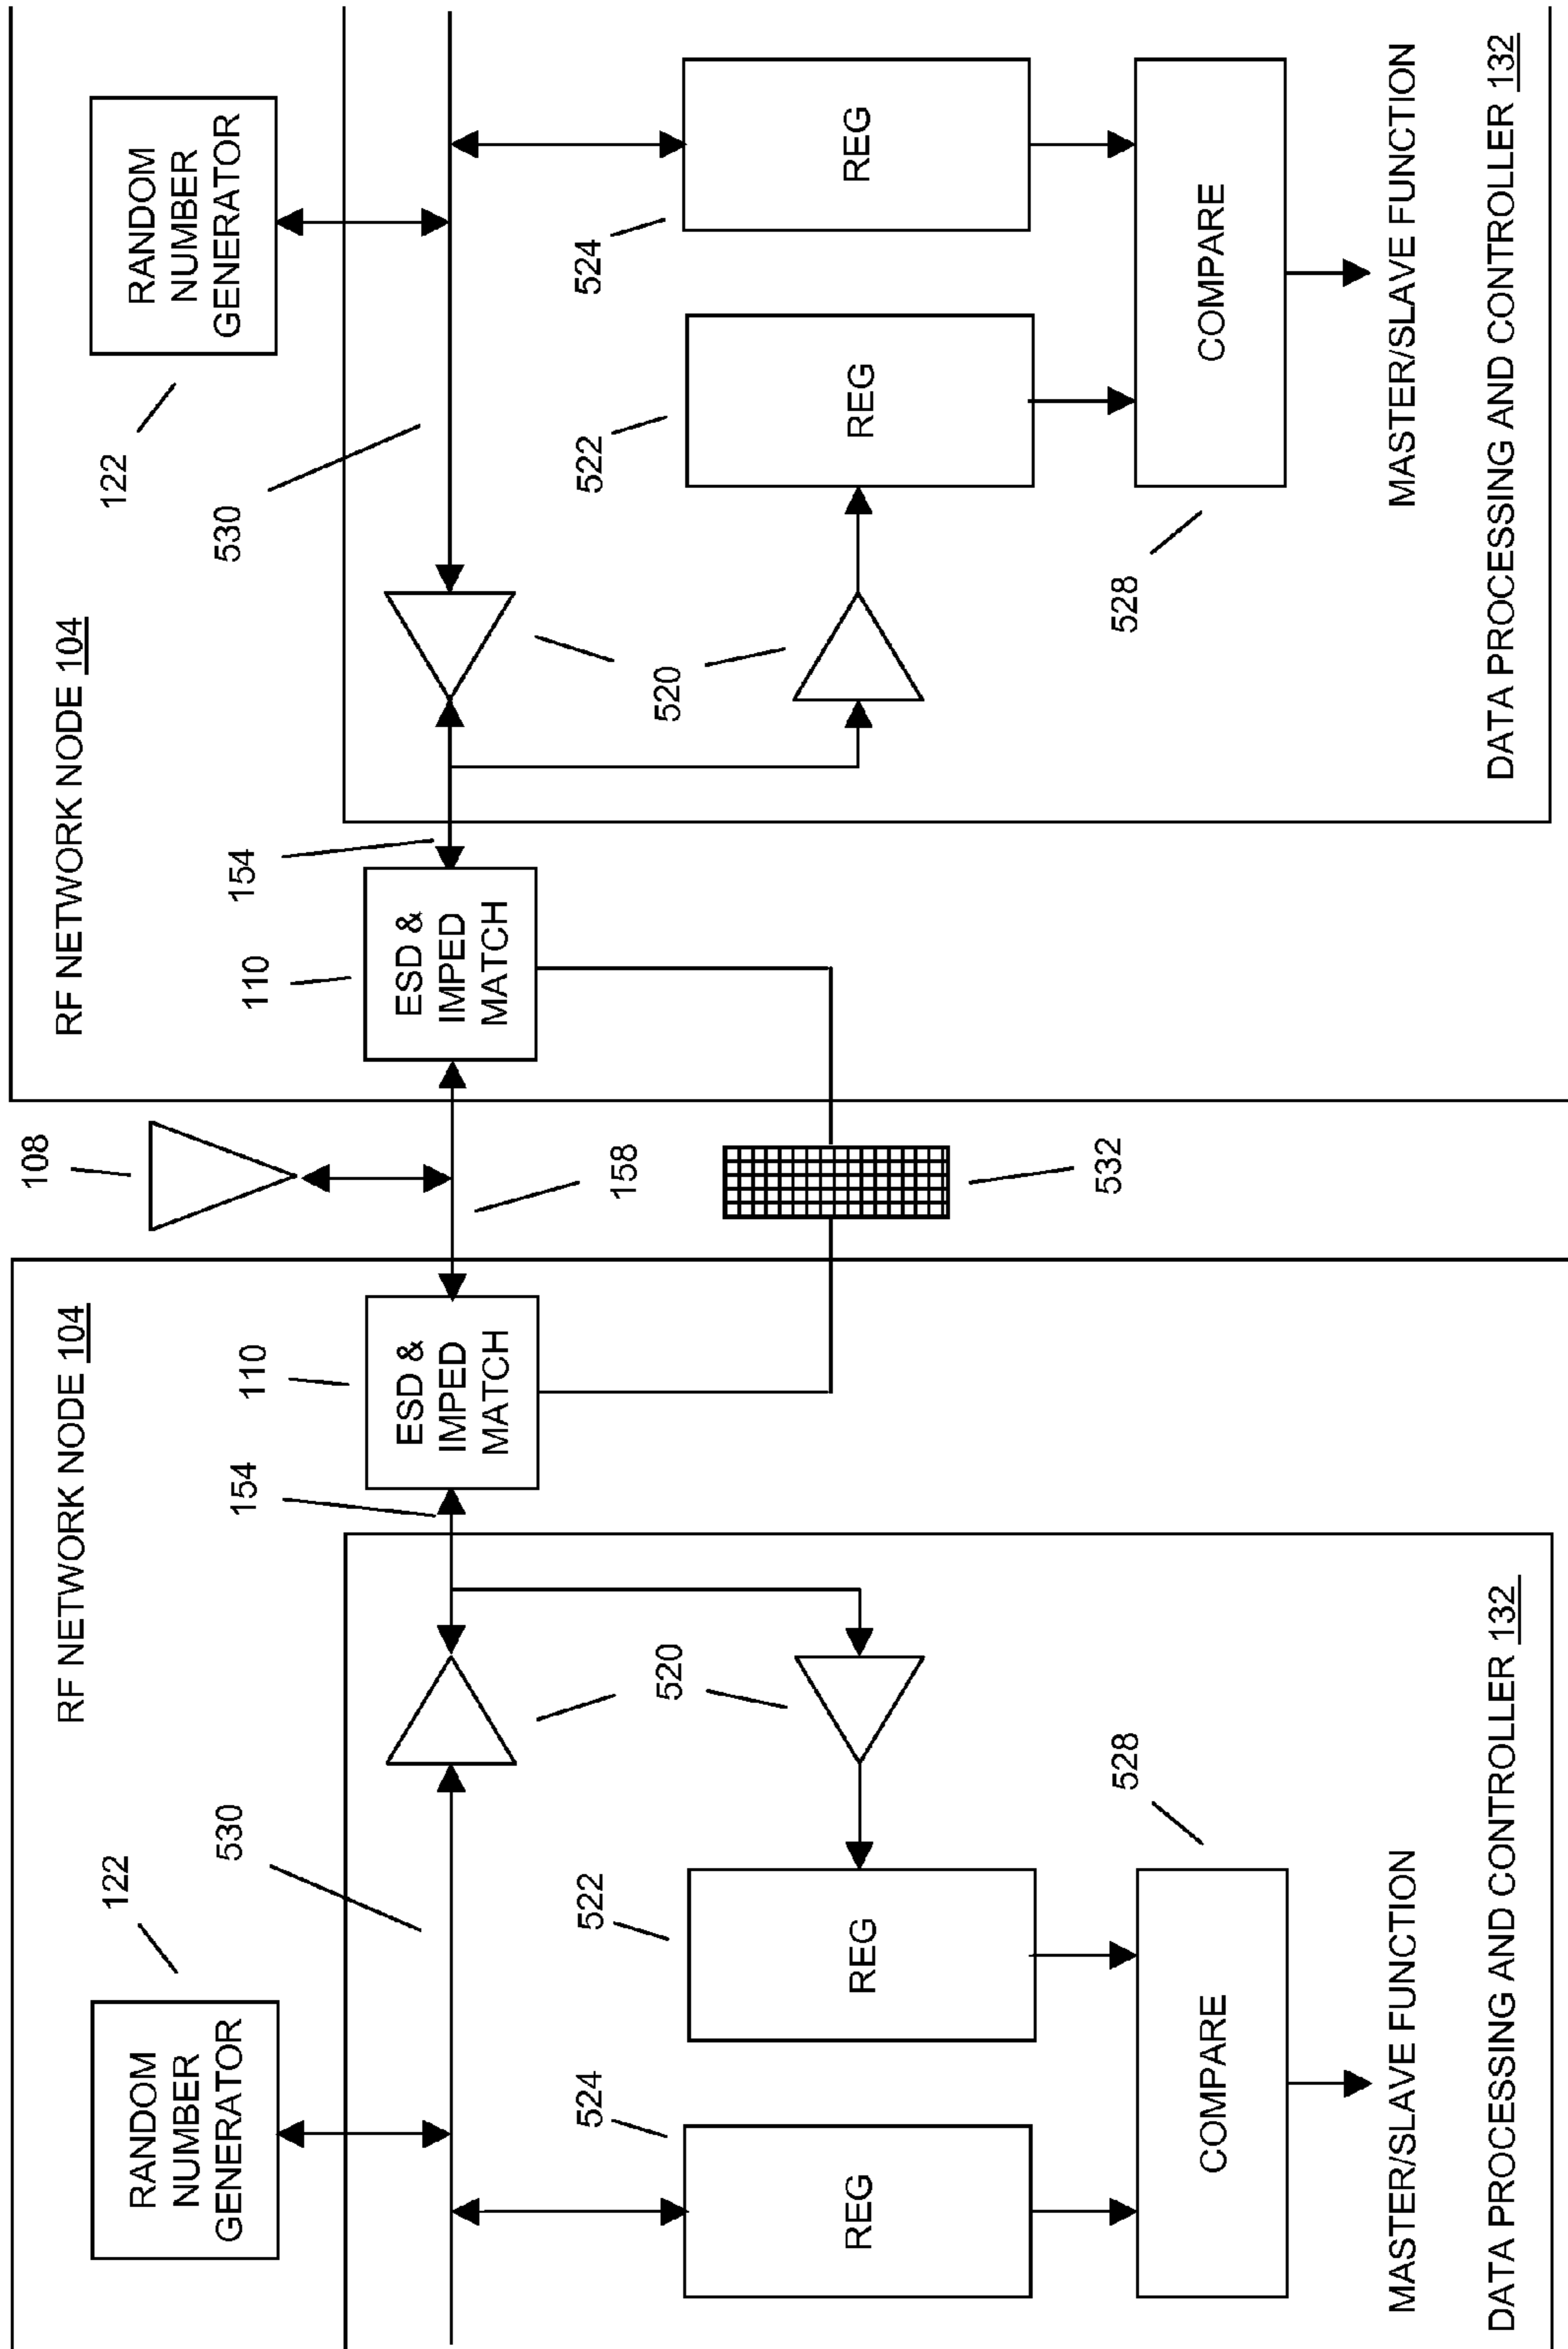 RF NETWORK NODE 104
122
RANDOM
NUMBER
GENERATOR
530
154
110
ESD &
IMPED
MATCH
520
524
REG
522
REG
528
COMPARE
MASTER/SLAVE FUNCTION
DATA PROCESSING AND CONTROLLER 132
108
158
532
RF NETWORK NODE 104
110
154
ESD &
IMPED
MATCH
530
122
RANDOM
NUMBER
GENERATOR
520
522
REG
524
REG
528
COMPARE
MASTER/SLAVE FUNCTION
DATA PROCESSING AND CONTROLLER 132